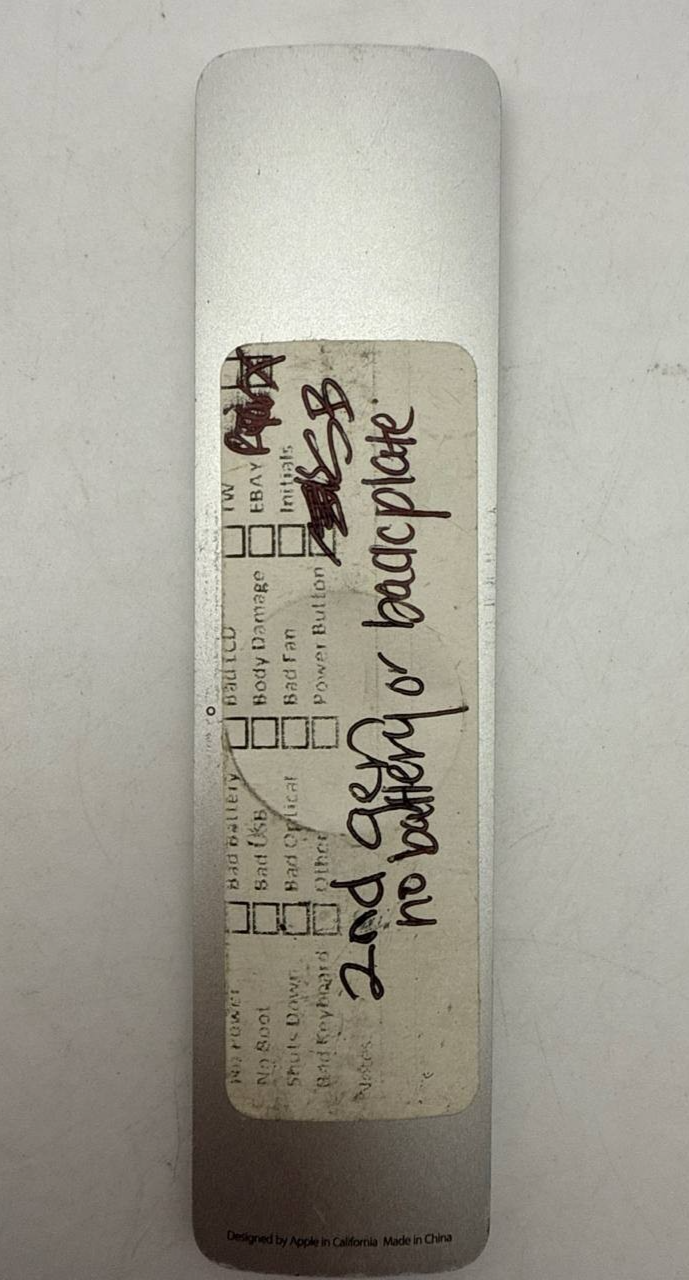 TW
EBAY
Initials
Bad LCD
Body Damage
Bad Fan
Power Button
Bad Battery
Bad USB
Bad Optical
Other
No Power
No Boot
Shuts Down
Bad Keyboard
Notes:
SB
2nd gen
no battery or baccplate
Designed by Apple in California Made in China